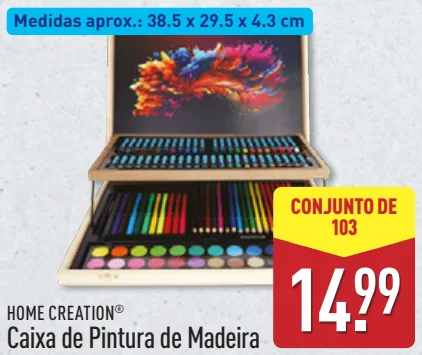 Medidas aprox.: 38.5 x 29.5 x 4.3 cm
CONJUNTO DE
103
14.99
HOME CREATION®
Caixa de Pintura de Madeira